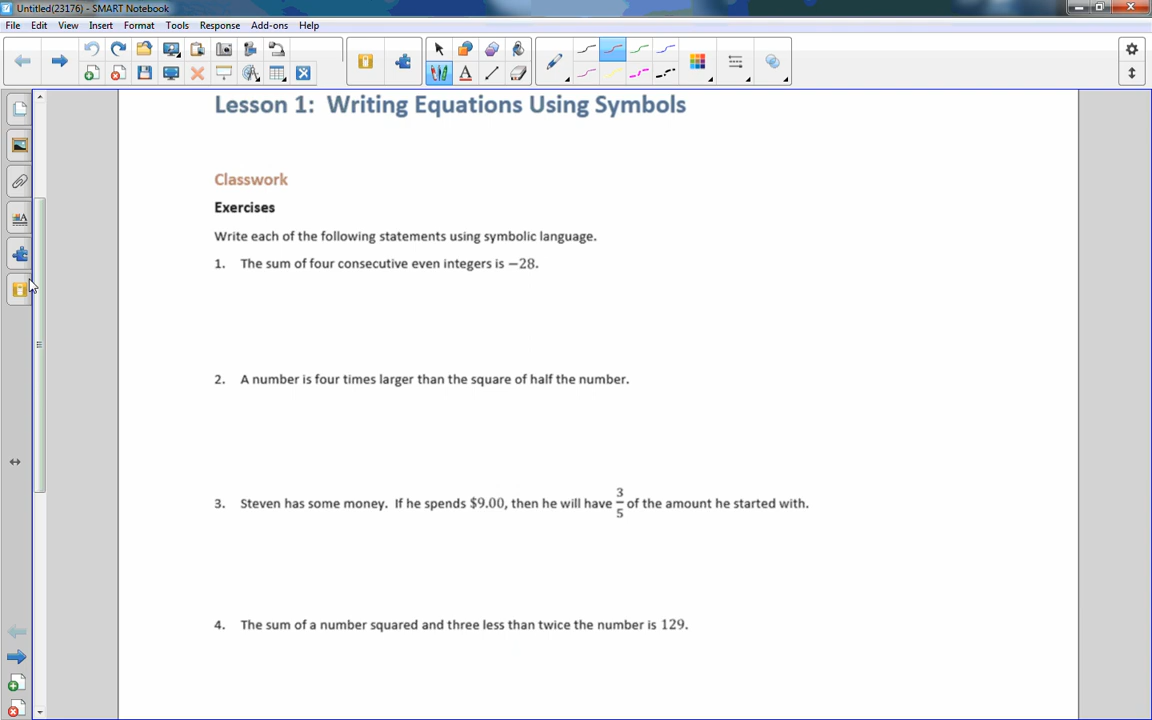 Untitled(23176) - SMART Notebook
File Edit View Insert Format Tools Response Add-ons Help
Lesson 1: Writing Equations Using Symbols
Classwork
Exercises
Write each of the following statements using symbolic language.
1. The sum of four consecutive even integers is −28.
2. A number is four times larger than the square of half the number.
3. Steven has some money. If he spends $9.00, then he will have 3/5 of the amount he started with.
4. The sum of a number squared and three less than twice the number is 129.